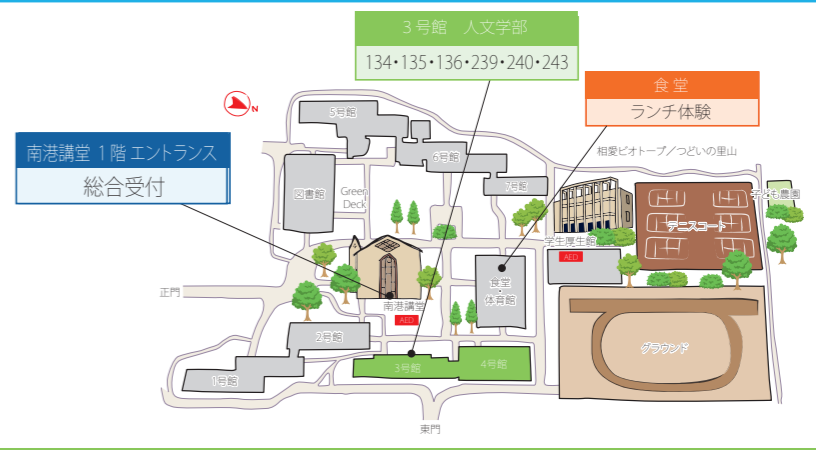 3号館　人文学部
134・135・136・239・240・243
食堂
ランチ体験
南港講堂 1階 エントランス
総合受付
N
5号館
6号館
7号館
相愛ビオトープ／つどいの里山
図書館
Green
Deck
子ども農園
テニスコート
学生厚生館
AED
食堂
・
体育館
正門
南港講堂
AED
2号館
1号館
3号館
4号館
グラウンド
東門